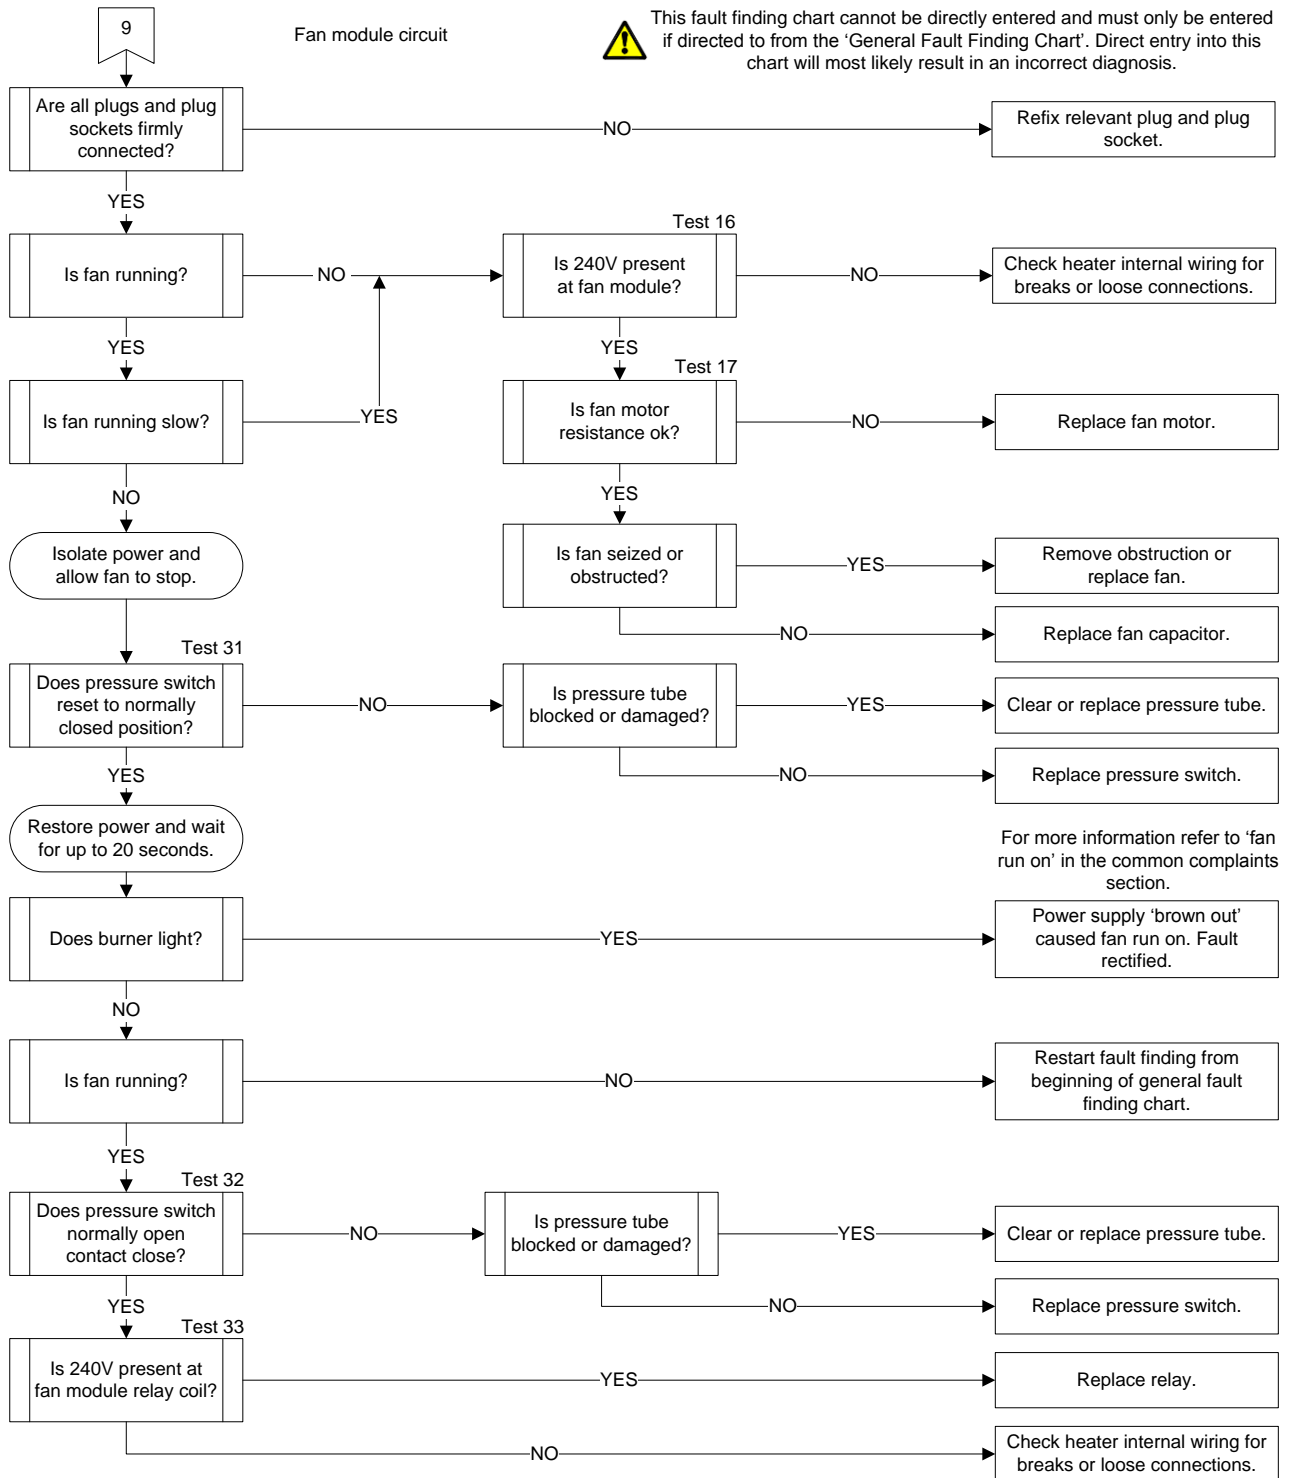 9
Fan module circuit
This fault finding chart cannot be directly entered and must only be entered
if directed to from the ‘General Fault Finding Chart’. Direct entry into this
chart will most likely result in an incorrect diagnosis.
Are all plugs and plug
sockets firmly
connected?
NO
Refix relevant plug and plug
socket.
YES
Is fan running?
NO
Test 16
Is 240V present
at fan module?
NO
Check heater internal wiring for
breaks or loose connections.
YES
YES
Is fan running slow?
YES
Test 17
Is fan motor
resistance ok?
NO
Replace fan motor.
NO
YES
Isolate power and
allow fan to stop.
Is fan seized or
obstructed?
YES
Remove obstruction or
replace fan.
NO
Replace fan capacitor.
Test 31
Does pressure switch
reset to normally
closed position?
NO
Is pressure tube
blocked or damaged?
YES
Clear or replace pressure tube.
NO
Replace pressure switch.
YES
Restore power and wait
for up to 20 seconds.
For more information refer to ‘fan
run on’ in the common complaints
section.
Does burner light?
YES
Power supply ‘brown out’
caused fan run on. Fault
rectified.
NO
Is fan running?
NO
Restart fault finding from
beginning of general fault
finding chart.
YES
Test 32
Does pressure switch
normally open
contact close?
NO
Is pressure tube
blocked or damaged?
YES
Clear or replace pressure tube.
NO
Replace pressure switch.
YES
Test 33
Is 240V present at
fan module relay coil?
YES
Replace relay.
NO
Check heater internal wiring for
breaks or loose connections.